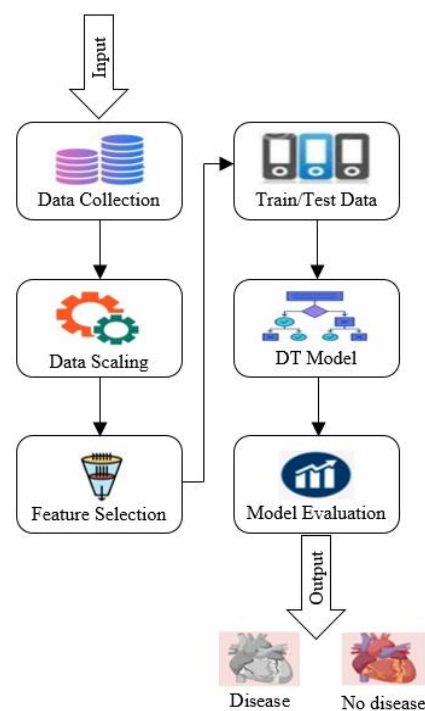 Input
Data Collection
Data Scaling
Feature Selection
Train/Test Data
DT Model
Model Evaluation
Output
Disease
No disease